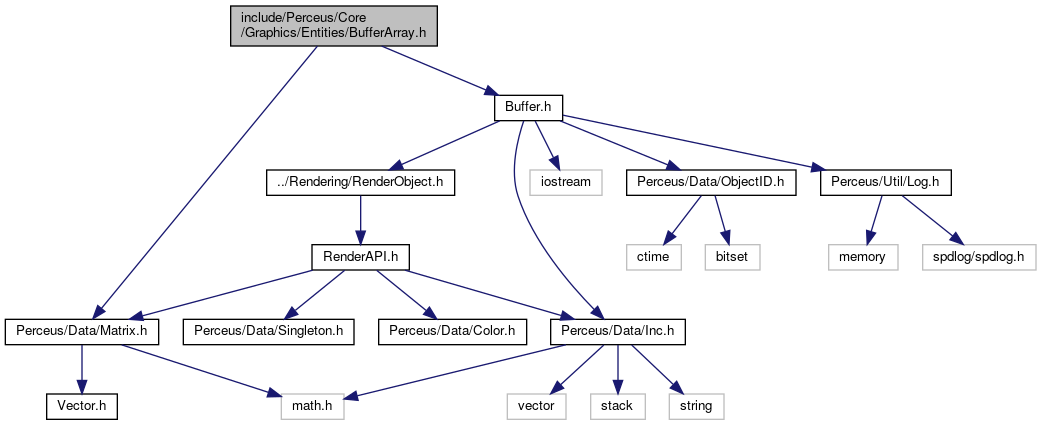 include/Perceus/Core
/Graphics/Entities/BufferArray.h
Buffer.h
../Rendering/RenderObject.h
iostream
Perceus/Data/ObjectID.h
Perceus/Util/Log.h
RenderAPI.h
ctime
bitset
memory
spdlog/spdlog.h
Perceus/Data/Matrix.h
Perceus/Data/Singleton.h
Perceus/Data/Color.h
Perceus/Data/Inc.h
Vector.h
math.h
vector
stack
string